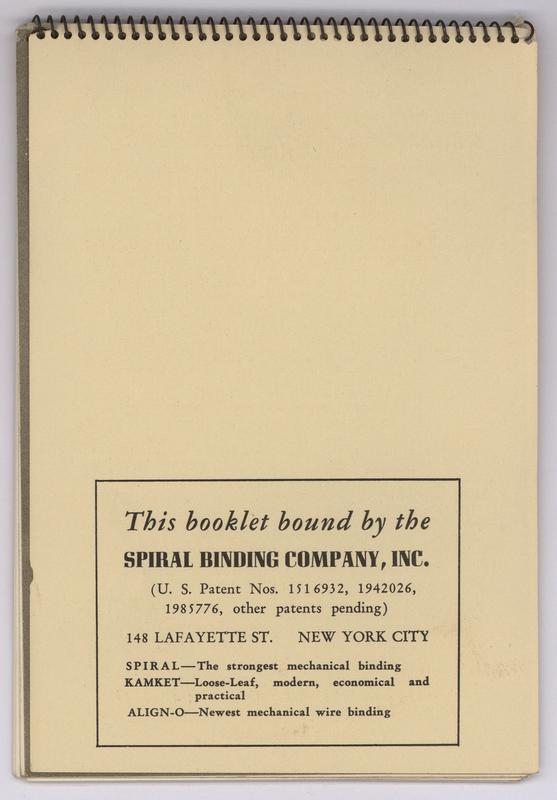 This booklet bound by the
SPIRAL BINDING COMPANY, INC.
(U. S. Patent Nos. 1516932, 1942026,
1985776, other patents pending)
148 LAFAYETTE ST. NEW YORK CITY
SPIRAL—The strongest mechanical binding
KAMKET—Loose-Leaf, modern, economical and
practical
ALIGN-O—Newest mechanical wire binding